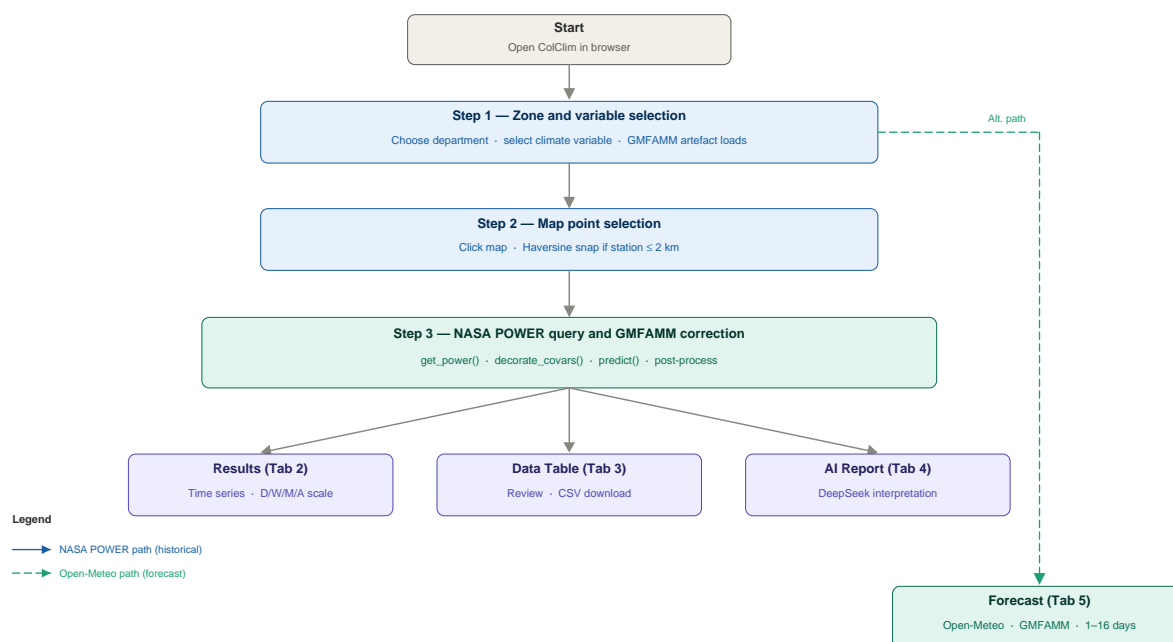 Start
Open ColClim in browser
Step 1 — Zone and variable selection
Choose department · select climate variable · GMFAMM artefact loads
Alt. path
Step 2 — Map point selection
Click map · Haversine snap if station ≤ 2 km
Step 3 — NASA POWER query and GMFAMM correction
get_power() · decorate_covars() · predict() · post-process
Results (Tab 2)
Time series · D/W/M/A scale
Data Table (Tab 3)
Review · CSV download
AI Report (Tab 4)
DeepSeek interpretation
Legend
NASA POWER path (historical)
Open-Meteo path (forecast)
Forecast (Tab 5)
Open-Meteo · GMFAMM · 1–16 days